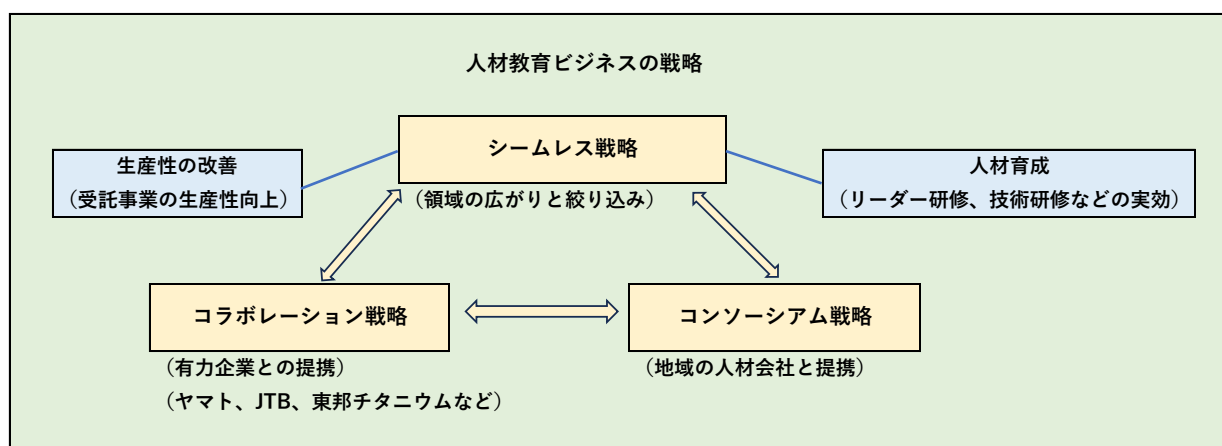 人材教育ビジネスの戦略
シームレス戦略
(領域の広がりと絞り込み)
生産性の改善
(受託事業の生産性向上)
人材育成
(リーダー研修、技術研修などの実効)
コラボレーション戦略
(有力企業との提携)
(ヤマト、JTB、東邦チタニウムなど)
コンソーシアム戦略
(地域の人材会社と提携)